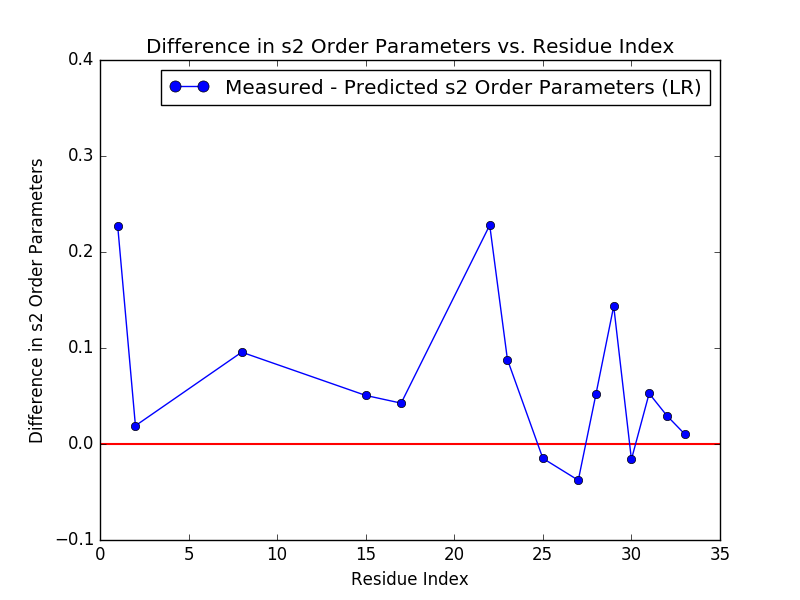 Difference in s2 Order Parameters vs. Residue Index
Measured - Predicted s2 Order Parameters (LR)
Difference in s2 Order Parameters
0.4
0.3
0.2
0.1
0.0
−0.1
0 5 10 15 20 25 30 35
Residue Index